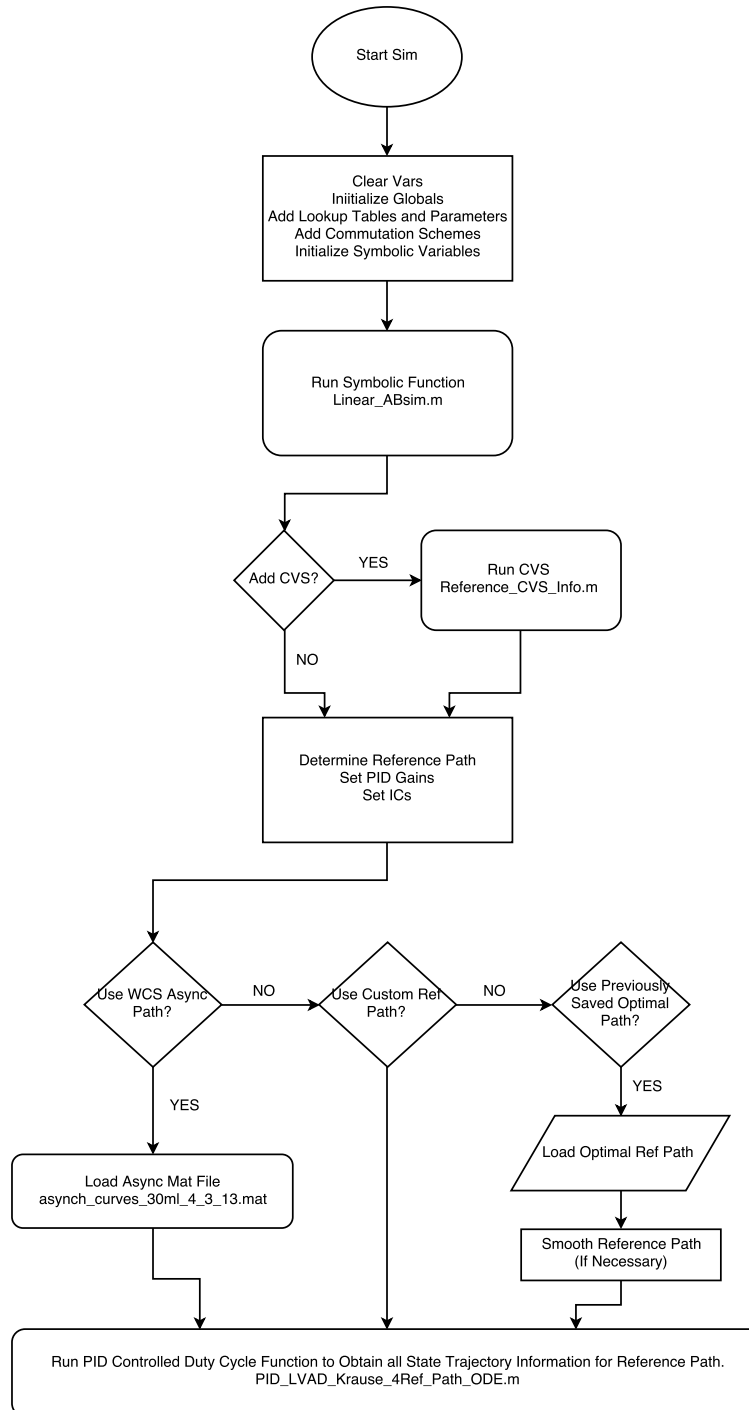 Start Sim
Clear Vars
Iniitialize Globals
Add Lookup Tables and Parameters
Add Commutation Schemes
Initialize Symbolic Variables
Run Symbolic Function
Linear_ABsim.m
Add CVS?
YES
Run CVS
Reference_CVS_Info.m
NO
Determine Reference Path
Set PID Gains
Set ICs
Use WCS Async
Path?
NO
Use Custom Ref
Path?
NO
Use Previously
Saved Optimal
Path?
YES
YES
Load Async Mat File
asynch_curves_30ml_4_3_13.mat
Load Optimal Ref Path
Smooth Reference Path
(If Necessary)
Run PID Controlled Duty Cycle Function to Obtain all State Trajectory Information for Reference Path.
PID_LVAD_Krause_4Ref_Path_ODE.m